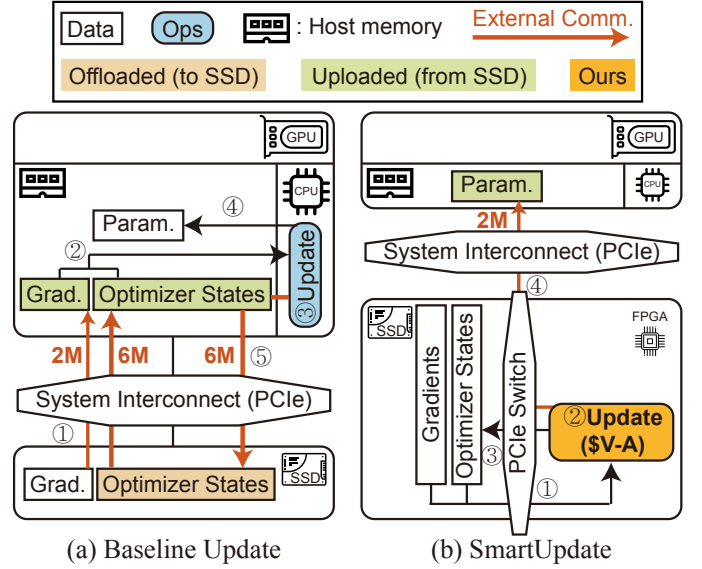 Data Ops : Host memory External Comm.
Offloaded (to SSD) Uploaded (from SSD) Ours
GPU
CPU
Param. ④
②
Grad. Optimizer States ③Update
2M 6M 6M ⑤
System Interconnect (PCIe)
①
Grad. Optimizer States SSD
(a) Baseline Update
GPU
CPU
Param.
2M
System Interconnect (PCIe)
④
SSD FPGA
Gradients
Optimizer States
PCIe Switch
②Update
($V-A)
③
①
(b) SmartUpdate